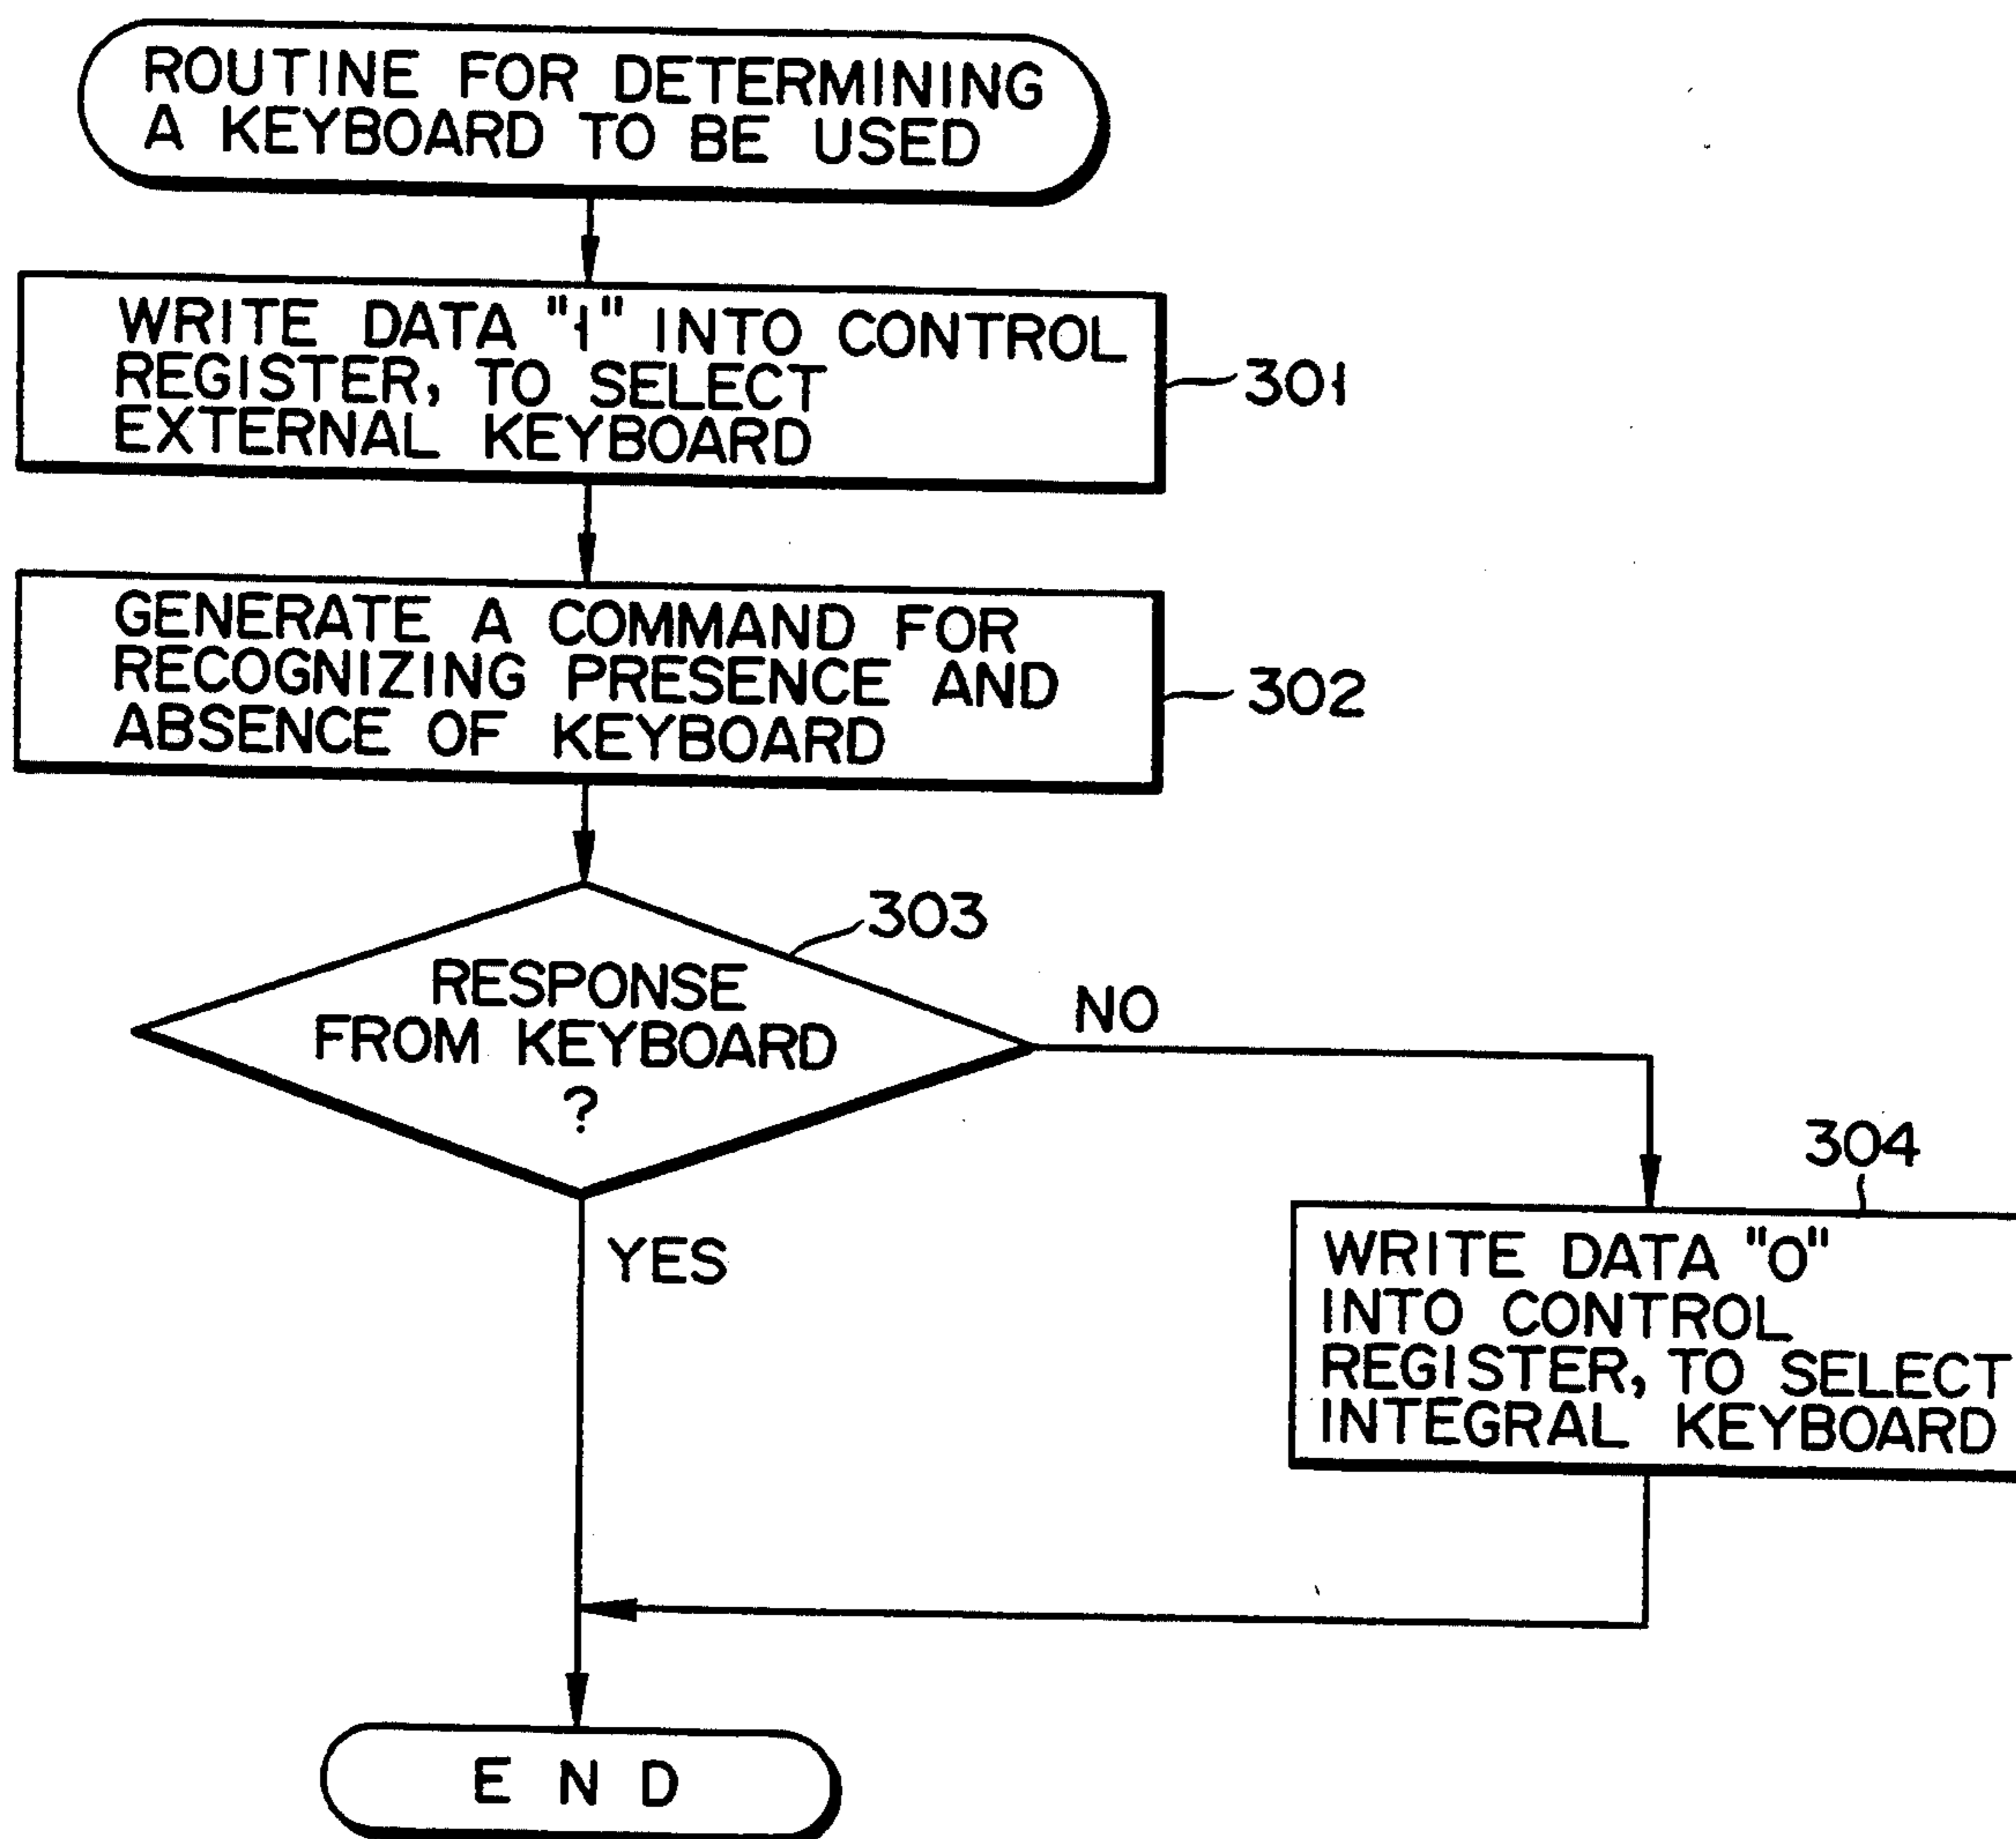 ROUTINE FOR DETERMINING
A KEYBOARD TO BE USED
WRITE DATA "1" INTO CONTROL
REGISTER, TO SELECT
EXTERNAL KEYBOARD
301
GENERATE A COMMAND FOR
RECOGNIZING PRESENCE AND
ABSENCE OF KEYBOARD
302
303
RESPONSE
FROM KEYBOARD
?
NO
YES
304
WRITE DATA "0"
INTO CONTROL
REGISTER, TO SELECT
INTEGRAL KEYBOARD
END